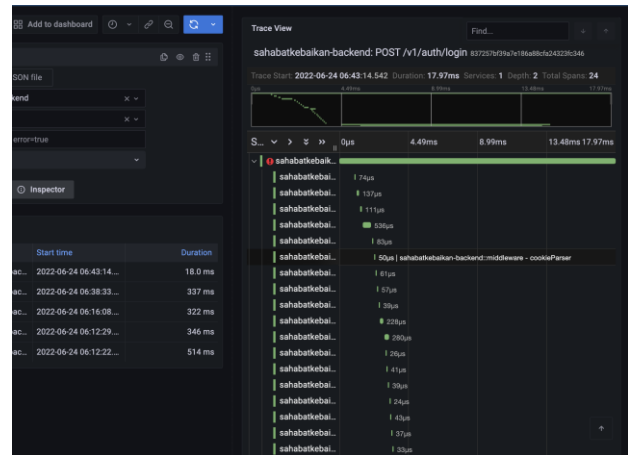 Add to dashboard
JSON file
kend
error=true
Inspector
Start time Duration
ac... 2022-06-24 06:43:14.... 18.0 ms
ac... 2022-06-24 06:38:33.... 337 ms
ac... 2022-06-24 06:16:08.... 322 ms
ac... 2022-06-24 06:12:29.... 346 ms
ac... 2022-06-24 06:12:22.... 514 ms
Trace View
Find...
sahabatkebaikan-backend: POST /v1/auth/login
Trace Start: 2022-06-24 06:43:14.542 Duration: 17.97ms Services: 1 Depth: 2 Total Spans: 24
0μs 4.49ms 8.99ms 13.48ms 17.97ms
S... 0μs 4.49ms 8.99ms 13.48ms 17.97ms
sahabatkebaik...
sahabatkebai... 74μs
sahabatkebai... 137μs
sahabatkebai... 111μs
sahabatkebai... 536μs
sahabatkebai... 83μs
sahabatkebai... 50μs | sahabatkebaikan-backend::middleware - cookieParser
sahabatkebai... 61μs
sahabatkebai... 57μs
sahabatkebai... 39μs
sahabatkebai... 228μs
sahabatkebai... 280μs
sahabatkebai... 26μs
sahabatkebai... 41μs
sahabatkebai... 39μs
sahabatkebai... 24μs
sahabatkebai... 43μs
sahabatkebai... 37μs
sahabatkebai... 33μs